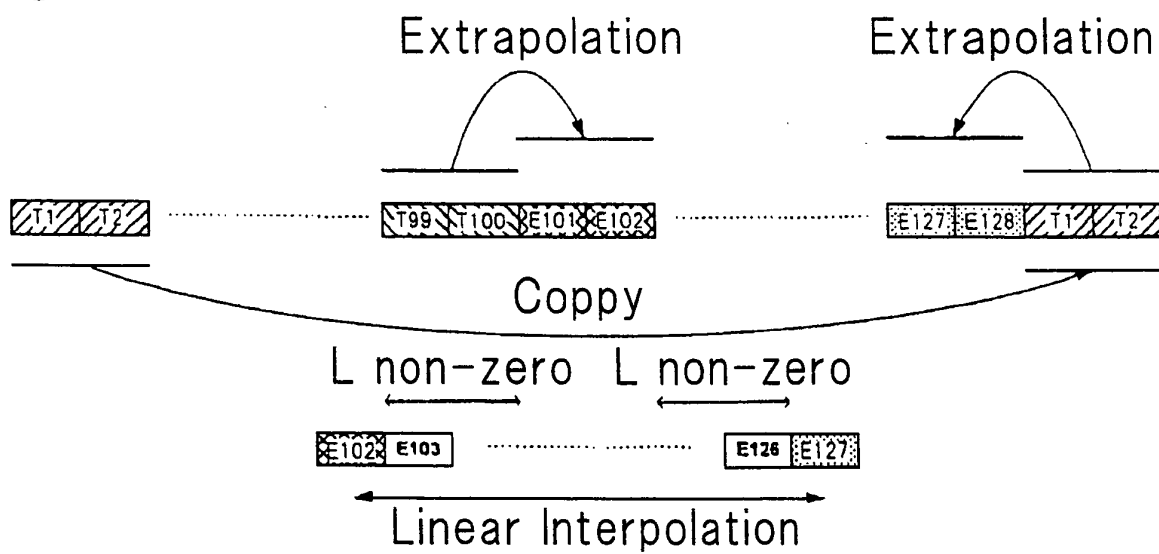 Extrapolation Extrapolation
T1 T2 T99 T100 E101 E102 E127 E128 T1 T2
Coppy
L non-zero L non-zero
E102 E103 E126 E127
Linear Interpolation